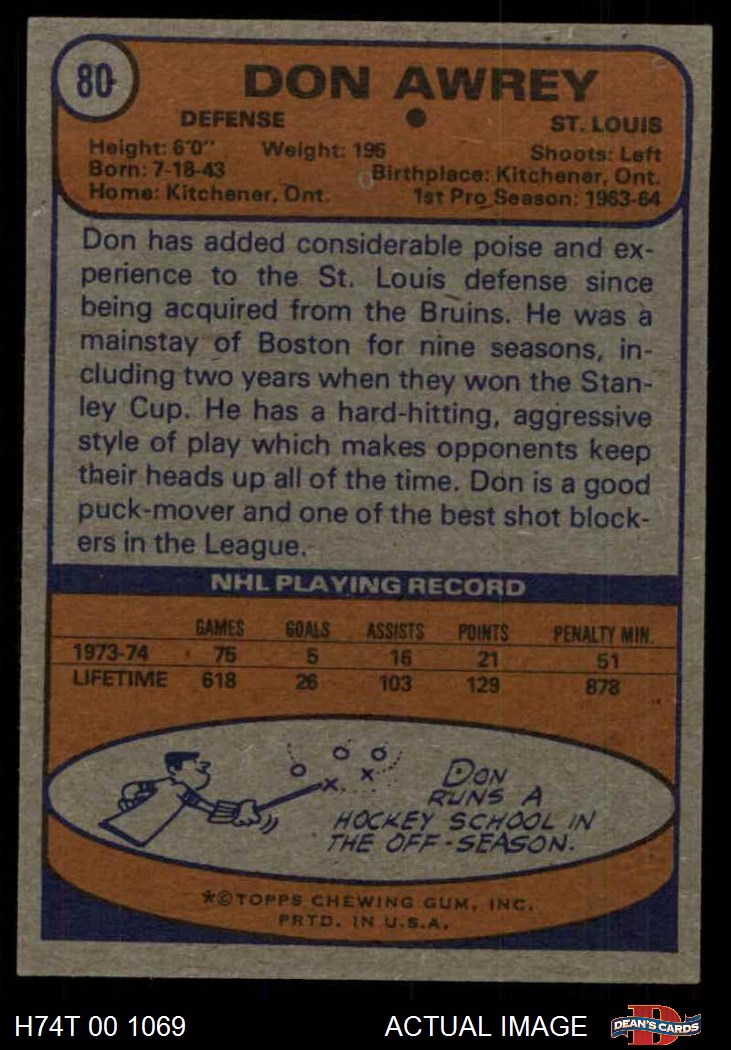 80
DON AWREY
DEFENSE ● ST. LOUIS
Height: 6'0" Weight: 195 Shoots: Left
Born: 7-18-43 Birthplace: Kitchener, Ont.
Home: Kitchener, Ont. 1st Pro Season: 1963-64
Don has added considerable poise and ex-
perience to the St. Louis defense since
being acquired from the Bruins. He was a
mainstay of Boston for nine seasons, in-
cluding two years when they won the Stan-
ley Cup. He has a hard-hitting, aggressive
style of play which makes opponents keep
their heads up all of the time. Don is a good
puck-mover and one of the best shot block-
ers in the League.
NHL PLAYING RECORD
GAMES GOALS ASSISTS POINTS PENALTY MIN.
1973-74 75 5 16 21 51
LIFETIME 618 26 103 129 878
O O O
X X
DON
RUNS A
HOCKEY SCHOOL IN
THE OFF-SEASON.
*©TOPPS CHEWING GUM, INC.
PRTD. IN U.S.A.
H74T 00 1069 ACTUAL IMAGE D DEAN'S CARDS